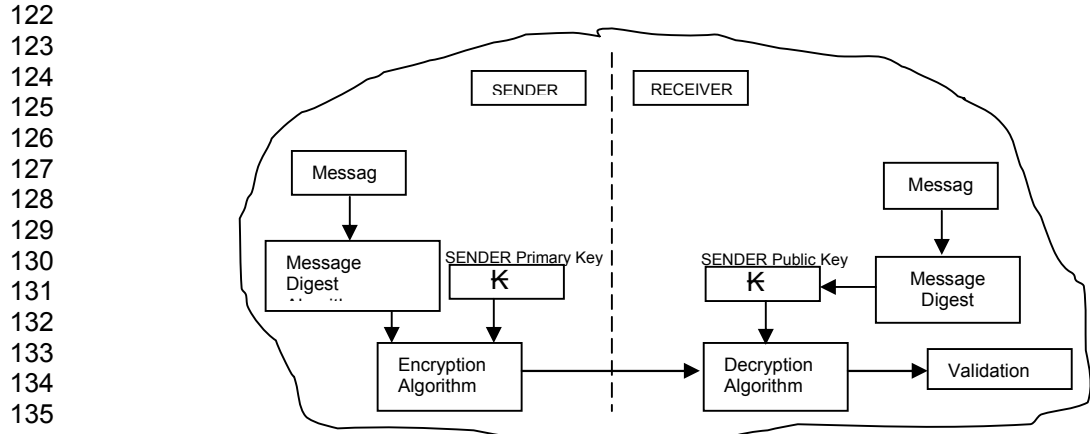 122
123
124
125
126
127
128
129
130
131
132
133
134
135
SENDER
RECEIVER
Messag
Messag
Message
Digest
SENDER Primary Key
K
SENDER Public Key
K
Message
Digest
Encryption
Algorithm
Decryption
Algorithm
Validation